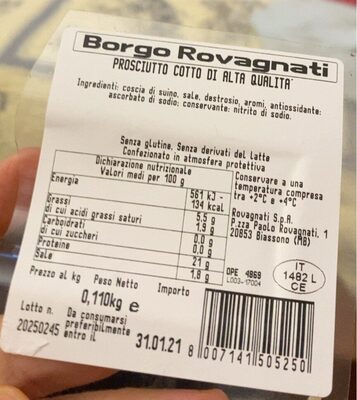 Borgo Rovagnati
PROSCIUTTO COTTO DI ALTA QUALITA'
Ingredienti: coscia di suino, sale, destrosio, aromi, antiossidante:
ascorbato di sodio; conservante: nitrito di sodio.
Senza glutine, Senza derivati del Latte
Confezionato in atmosfera protettiva
Dichiarazione nutrizionale
Valori medi per 100 g
Energia 561 kJ -
134 kcal
Grassi 5,5 g
di cui acidi grassi saturi 1,9 g
Carboidrati 0,0 g
di cui zuccheri 0,0 g
Proteine 21 g
Sale 1,8 g
Conservare a una
temperatura compresa
tra +2°C e +4°C
Rovagnati S.p.A.
P.zza Paolo Rovagnati, 1
20853 Biassono (MB)
OPE 4868
L003-17004
IT
1482 L
CE
Prezzo al kg Peso Netto Importo
0,110kg e
Lotto n. Da consumarsi
20250245 preferibilmente
entro il 31.01.21
8 007141 505250